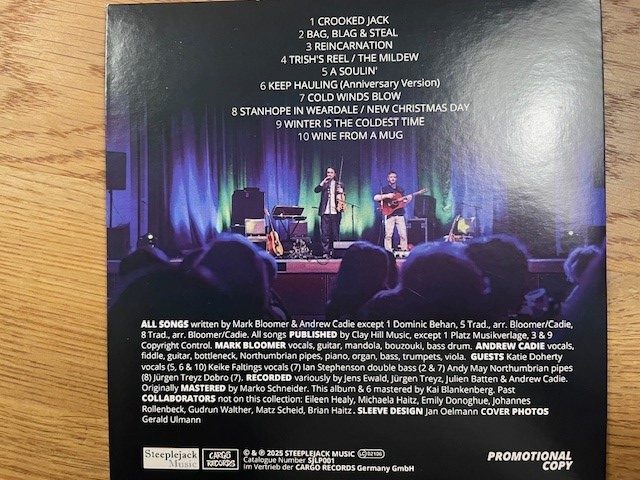 1 CROOKED JACK
2 BAG, BLAG & STEAL
3 REINCARNATION
4 TRISH'S REEL / THE MILDEW
5 A SOULIN'
6 KEEP HAULING (Anniversary Version)
7 COLD WINDS BLOW
8 STANHOPE IN WEARDALE / NEW CHRISTMAS DAY
9 WINTER IS THE COLDEST TIME
10 WINE FROM A MUG
ALL SONGS written by Mark Bloomer & Andrew Cadie except 1 Dominic Behan, 5 Trad., arr. Bloomer/Cadie,
8 Trad., arr. Bloomer/Cadie. All songs PUBLISHED by Clay Hill Music, except 1 Platz Musikverlage, 3 & 9
Copyright Control. MARK BLOOMER vocals, guitar, mandola, bouzouki, bass drum. ANDREW CADIE vocals,
fiddle, guitar, bottleneck, Northumbrian pipes, piano, organ, bass, trumpets, viola. GUESTS Katie Doherty
vocals (5, 6 & 10) Keike Faltings vocals (7) Ian Stephenson double bass (2 & 7) Andy May Northumbrian pipes
(8) Jürgen Treyz Dobro (7). RECORDED variously by Jens Ewald, Jürgen Treyz, Julien Batten & Andrew Cadie.
Originally MASTERED by Marko Schneider. This album & 6 mastered by Kai Blankenberg. Past
COLLABORATORS not on this collection: Eileen Healy, Michaela Haitz, Emily Donoghue, Johannes
Rollenbeck, Gudrun Walther, Matz Scheid, Brian Haitz. SLEEVE DESIGN Jan Oelmann COVER PHOTOS
Gerald Ulmann
Steeplejack
Music
CARGO
RECORDS
© & ℗ 2025 STEEPLEJACK MUSIC LC 02106
Catalogue Number SJLP001
Im Vertrieb der CARGO RECORDS Germany GmbH
PROMOTIONAL
COPY